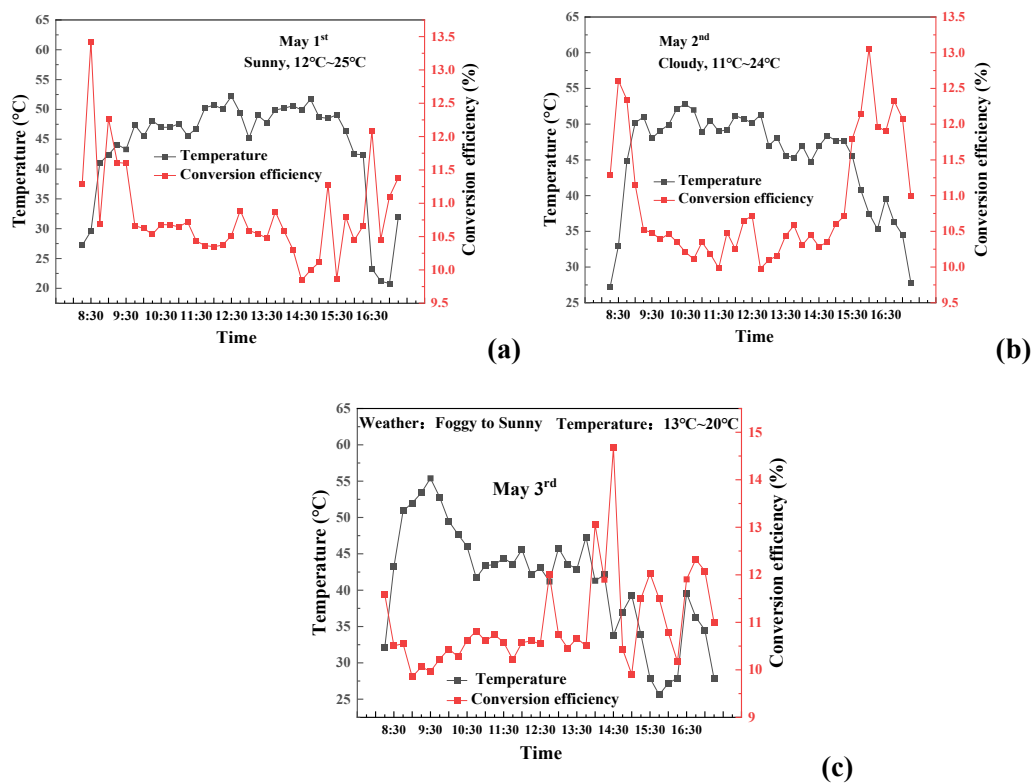 May 1st
Sunny, 12℃~25℃
Temperature (°C)
65
60
55
50
45
40
35
30
25
20
Temperature
Conversion efficiency
Conversion efficiency (%)
13.5
13.0
12.5
12.0
11.5
11.0
10.5
10.0
9.5
8:30 9:30 10:30 11:30 12:30 13:30 14:30 15:30 16:30
Time
(a)
May 2nd
Cloudy, 11℃~24℃
Temperature (°C)
65
60
55
50
45
40
35
30
25
Temperature
Conversion efficiency
Conversion efficiency (%)
13.5
13.0
12.5
12.0
11.5
11.0
10.5
10.0
9.5
8:30 9:30 10:30 11:30 12:30 13:30 14:30 15:30 16:30
Time
(b)
Weather：Foggy to Sunny Temperature：13℃~20℃
May 3rd
Temperature (°C)
65
60
55
50
45
40
35
30
25
Temperature
Conversion efficiency
Conversion efficiency (%)
15
14
13
12
11
10
9
8:30 9:30 10:30 11:30 12:30 13:30 14:30 15:30 16:30
Time
(c)